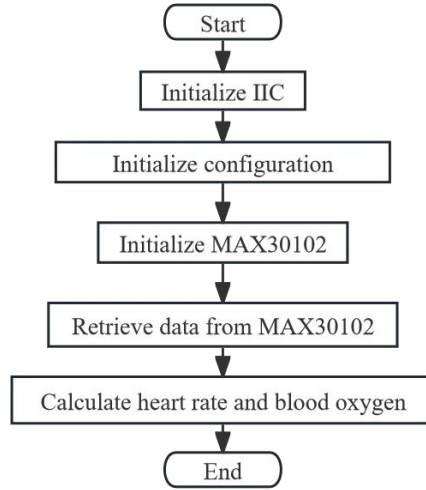 Start
Initialize IIC
Initialize configuration
Initialize MAX30102
Retrieve data from MAX30102
Calculate heart rate and blood oxygen
End